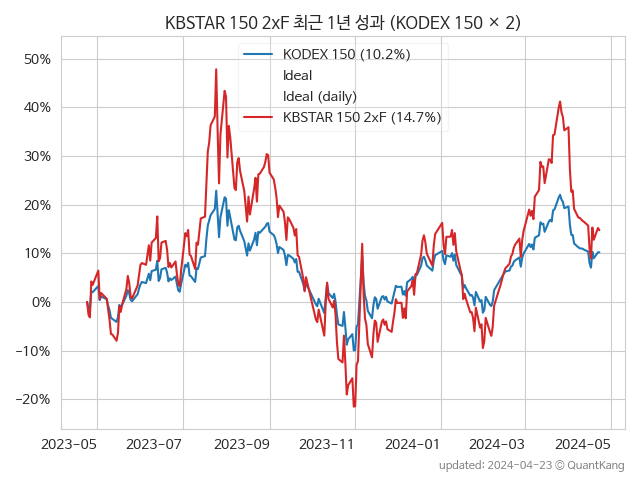 KBSTAR 150 2xF 최근 1년 성과 (KODEX 150 × 2)
KODEX 150 (10.2%)
Ideal
Ideal (daily)
KBSTAR 150 2xF (14.7%)
50%
40%
30%
20%
10%
0%
−10%
−20%
2023-05
2023-07
2023-09
2023-11
2024-01
2024-03
2024-05
updated: 2024-04-23 © QuantKang